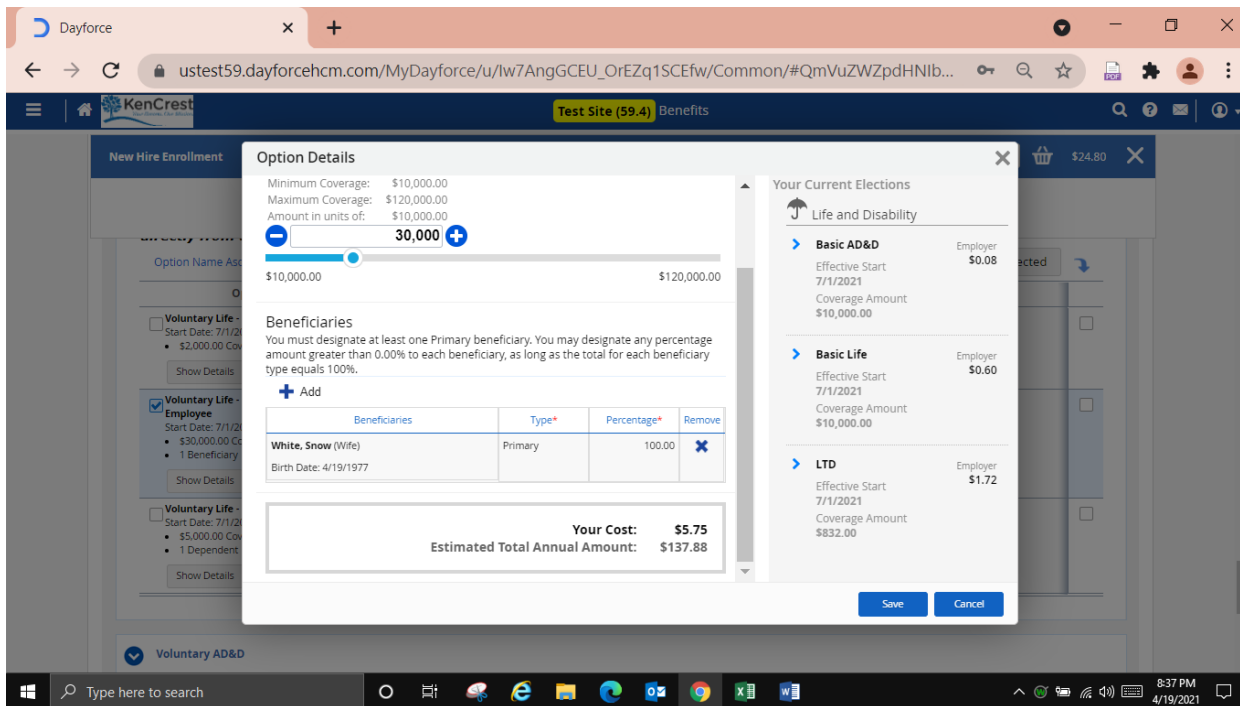 Dayforce
ustest59.dayforcehcm.com/MyDayforce/u/Iw7AngGCEU_OrEZq1SCEfw/Common/#QmVuZWZpdHNIb...
KenCrest
Test Site (59.4) Benefits
New Hire Enrollment
$24.80
Option Details
Minimum Coverage: $10,000.00
Maximum Coverage: $120,000.00
Amount in units of: $10,000.00
30,000
$10,000.00 $120,000.00
Beneficiaries
You must designate at least one Primary beneficiary. You may designate any percentage
amount greater than 0.00% to each beneficiary, as long as the total for each beneficiary
type equals 100%.
Add
Beneficiaries Type* Percentage* Remove
White, Snow (Wife) Primary 100.00
Birth Date: 4/19/1977
Your Cost: $5.75
Estimated Total Annual Amount: $137.88
Your Current Elections
Life and Disability
Basic AD&D Employer
$0.08
Effective Start
7/1/2021
Coverage Amount
$10,000.00
Basic Life Employer
$0.60
Effective Start
7/1/2021
Coverage Amount
$10,000.00
LTD Employer
$1.72
Effective Start
7/1/2021
Coverage Amount
$832.00
Save Cancel
Option Name
Voluntary Life -
Start Date: 7/1/2
$2,000.00 Cov
Show Details
Voluntary Life -
Employee
Start Date: 7/1/2
$30,000.00 Co
1 Beneficiary
Show Details
Voluntary Life -
Start Date: 7/1/2
$5,000.00 Cov
1 Dependent
Show Details
Voluntary AD&D
Type here to search
8:37 PM
4/19/2021